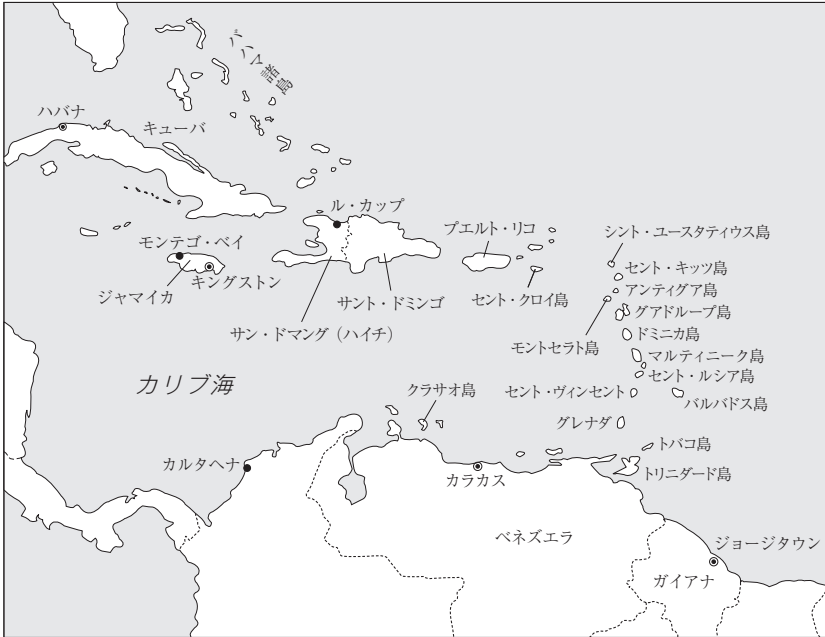 バハマ諸島
ハバナ
キューバ
ル・カップ
プエルト・リコ
シント・ユースタティウス島
モンテゴ・ベイ
セント・キッツ島
キングストン
アンティグア島
ジャマイカ
サント・ドミンゴ
セント・クロイ島
グアドループ島
サン・ドマング（ハイチ）
モントセラト島
ドミニカ島
マルティニーク島
カリブ海
セント・ルシア島
クラサオ島
セント・ヴィンセント
バルバドス島
グレナダ
トバコ島
カルタヘナ
カラカス
トリニダード島
ベネズエラ
ジョージタウン
ガイアナ